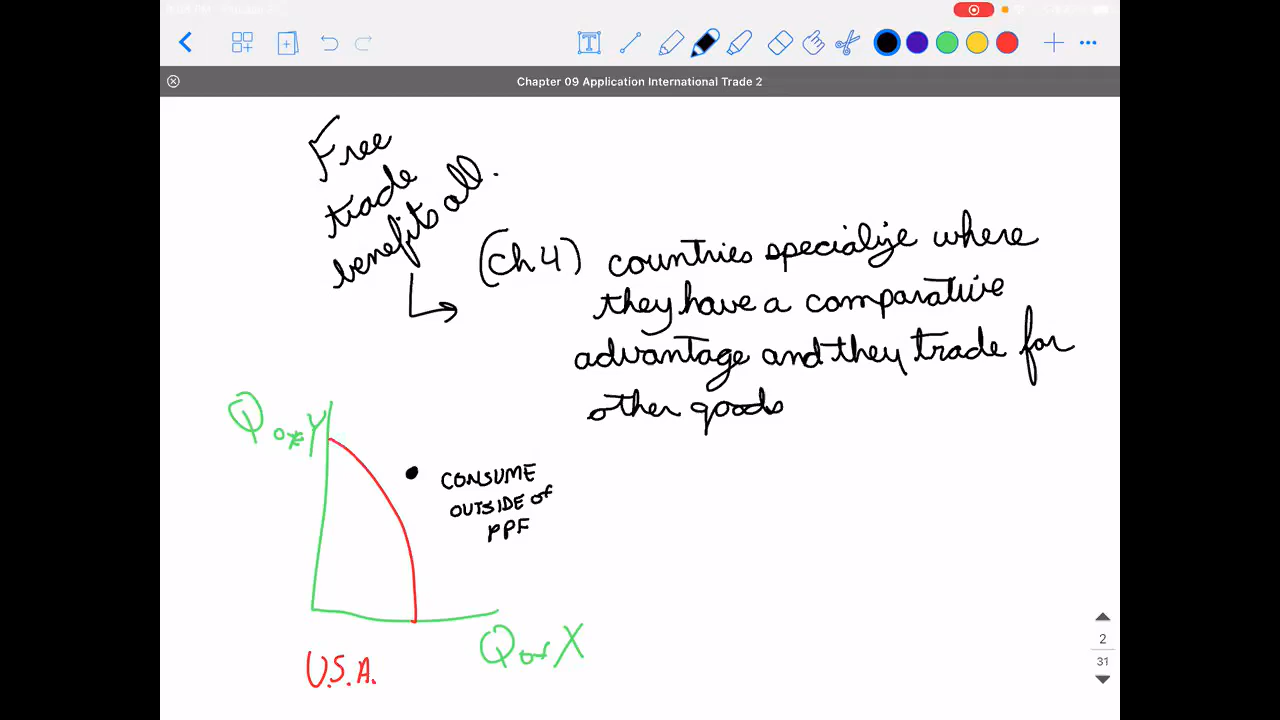 Chapter 09 Application International Trade 2
Free
trade
benefits all.
(Ch 4) countries specialize where
they have a comparative
advantage and they trade for
other goods
Q of Y
CONSUME
OUTSIDE OF
PPF
Q of X
U.S.A.
2
31